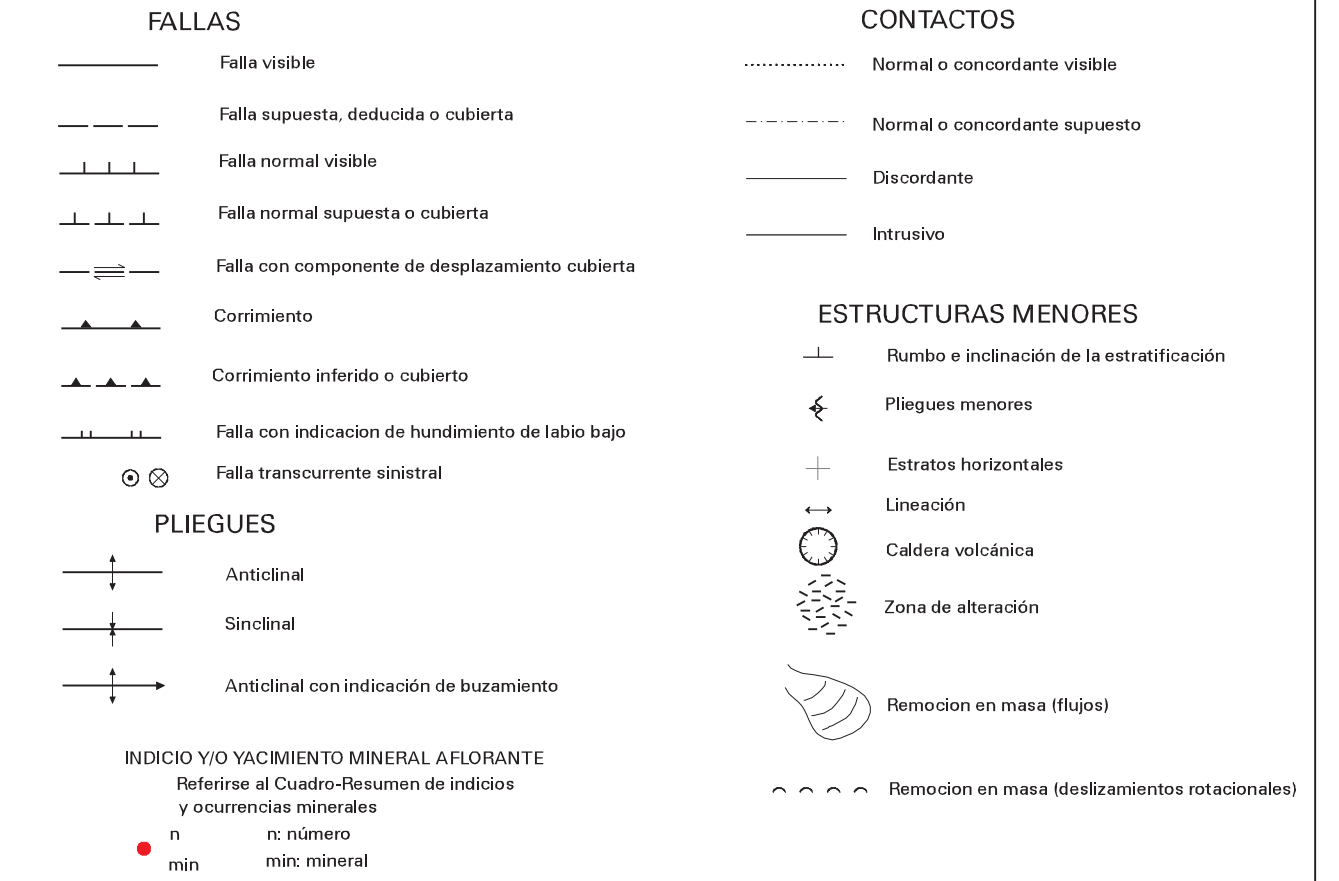 FALLAS
Falla visible
Falla supuesta, deducida o cubierta
Falla normal visible
Falla normal supuesta o cubierta
Falla con componente de desplazamiento cubierta
Corrimiento
Corrimiento inferido o cubierto
Falla con indicacion de hundimiento de labio bajo
Falla transcurrente sinistral
PLIEGUES
Anticlinal
Sinclinal
Anticlinal con indicación de buzamiento
INDICIO Y/O YACIMIENTO MINERAL AFLORANTE
Referirse al Cuadro-Resumen de indicios
y ocurrencias minerales
n n: número
min min: mineral
CONTACTOS
Normal o concordante visible
Normal o concordante supuesto
Discordante
Intrusivo
ESTRUCTURAS MENORES
Rumbo e inclinación de la estratificación
Pliegues menores
Estratos horizontales
Lineación
Caldera volcánica
Zona de alteración
Remocion en masa (flujos)
Remocion en masa (deslizamientos rotacionales)